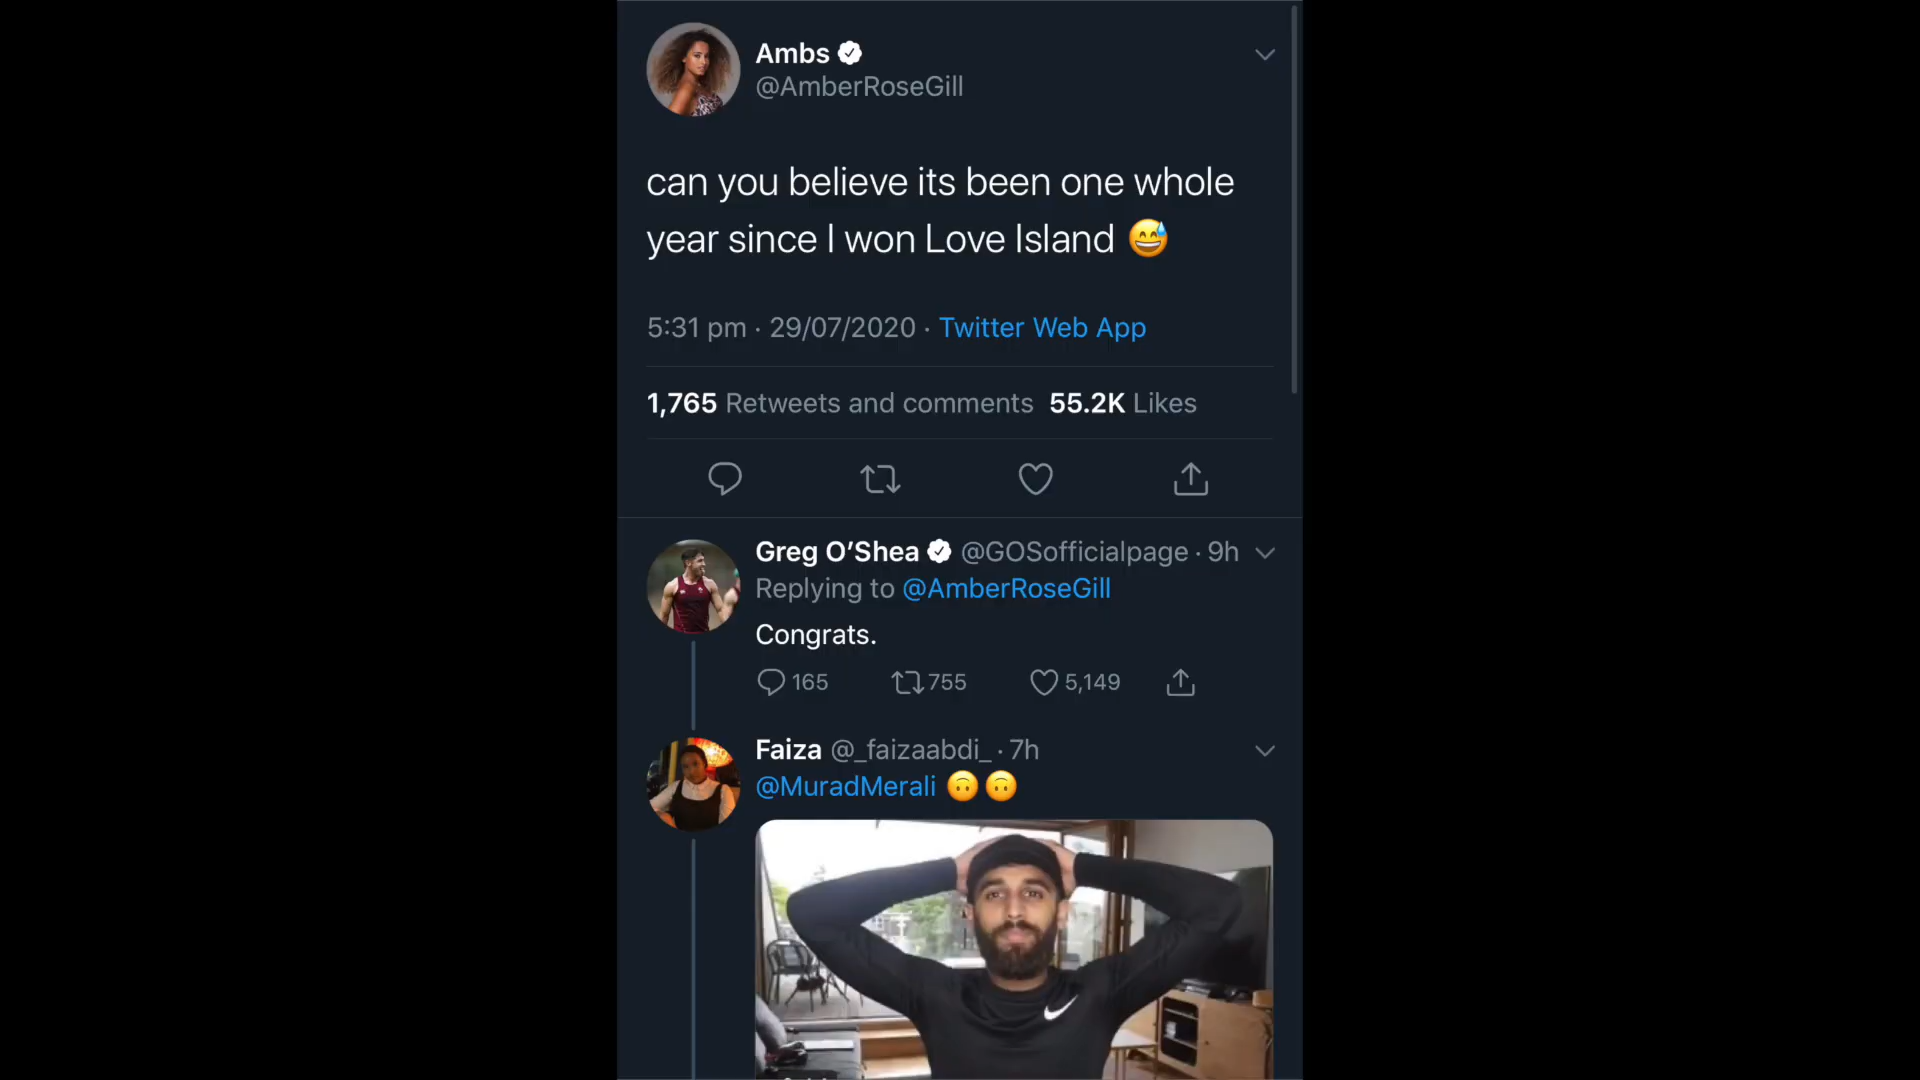 Ambs
@AmberRoseGill
can you believe its been one whole
year since I won Love Island 😅
5:31 pm · 29/07/2020 · Twitter Web App
1,765 Retweets and comments 55.2K Likes
Greg O’Shea @GOSofficialpage · 9h
Replying to @AmberRoseGill
Congrats.
165 755 5,149
Faiza @_faizaabdi_ · 7h
@MuradMerali 🙃🙃